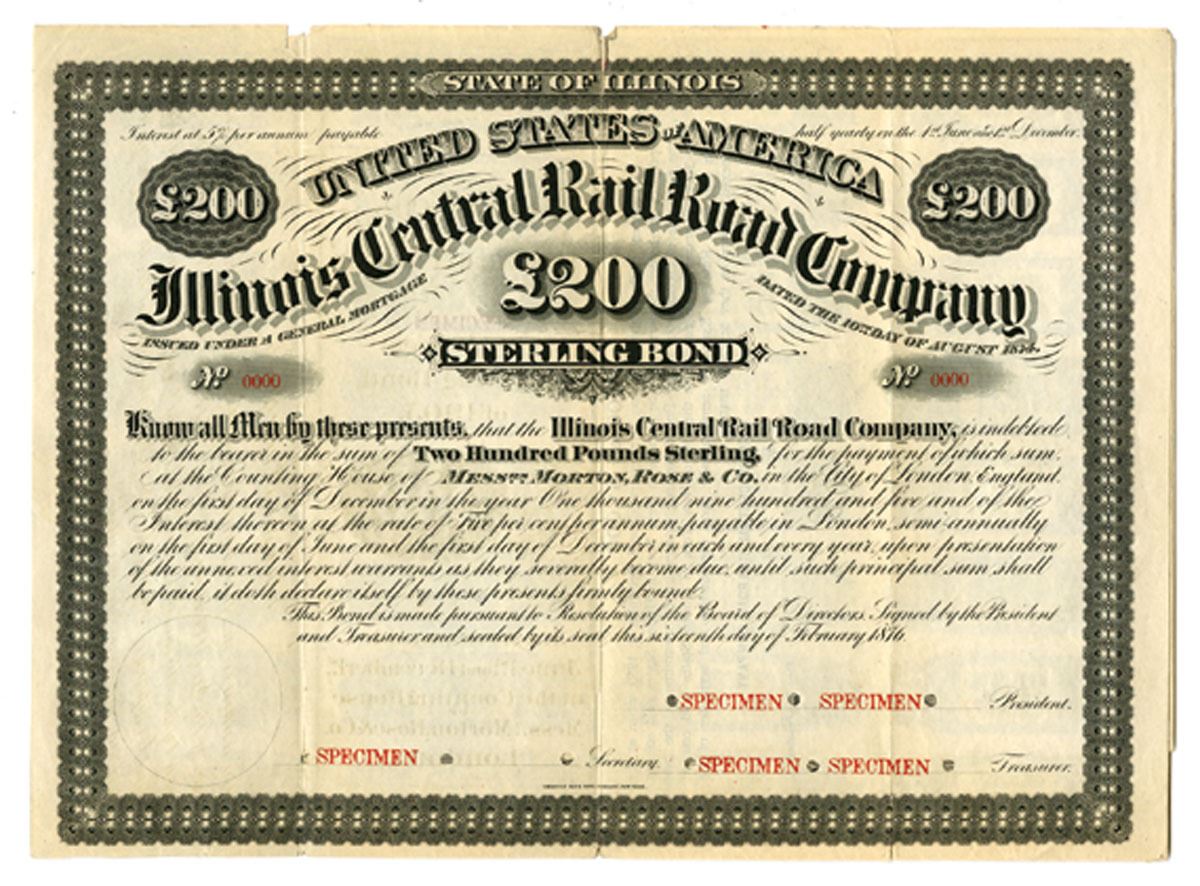 STATE OF ILLINOIS
Interest at 5% per annum payable half yearly on the 1st June and 1st December.
UNITED STATES of AMERICA
£200 £200
Illinois Central Rail Road Company
£200
ISSUED UNDER A GENERAL MORTGAGE DATED THE 10TH DAY OF AUGUST 1874.
STERLING BOND
No. 0000 No. 0000
Know all Men by these presents, that the Illinois Central Rail Road Company, is indebted
to the bearer in the sum of Two Hundred Pounds Sterling, for the payment of which sum,
at the Counting House of MESSRS. MORTON, ROSE & CO. in the City of London, England
on the first day of December in the year One thousand nine hundred and five and of the
Interest thereon at the rate of Five per cent per annum, payable in London, semi-annually
on the first day of June and the first day of December in each and every year, upon presentation
of the annexed interest warrants as they severally become due, until such principal sum shall
be paid, it doth declare itself by these presents firmly bound
This Bond is made pursuant to Resolution of the Board of Directors. Signed by the President
and Treasurer and sealed by its seal this sixteenth day of February 1876.
SPECIMEN SPECIMEN President.
SPECIMEN Secretary. SPECIMEN SPECIMEN Treasurer.